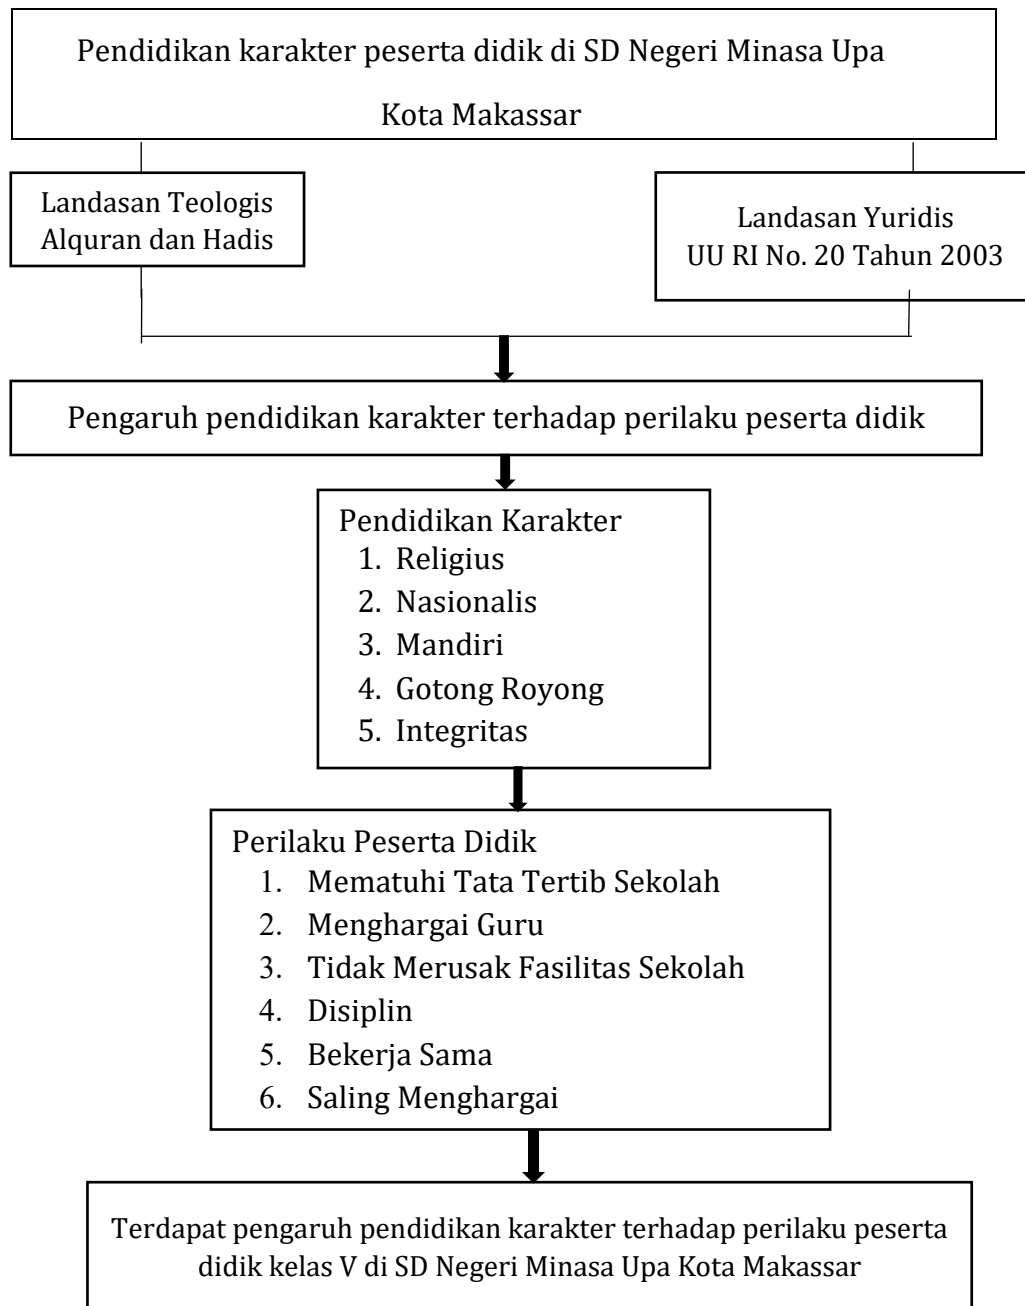 Pendidikan karakter peserta didik di SD Negeri Minasa Upa
Kota Makassar
Landasan Teologis
Alquran dan Hadis
Landasan Yuridis
UU RI No. 20 Tahun 2003
Pengaruh pendidikan karakter terhadap perilaku peserta didik
Pendidikan Karakter
1. Religius
2. Nasionalis
3. Mandiri
4. Gotong Royong
5. Integritas
Perilaku Peserta Didik
1. Mematuhi Tata Tertib Sekolah
2. Menghargai Guru
3. Tidak Merusak Fasilitas Sekolah
4. Disiplin
5. Bekerja Sama
6. Saling Menghargai
Terdapat pengaruh pendidikan karakter terhadap perilaku peserta
didik kelas V di SD Negeri Minasa Upa Kota Makassar